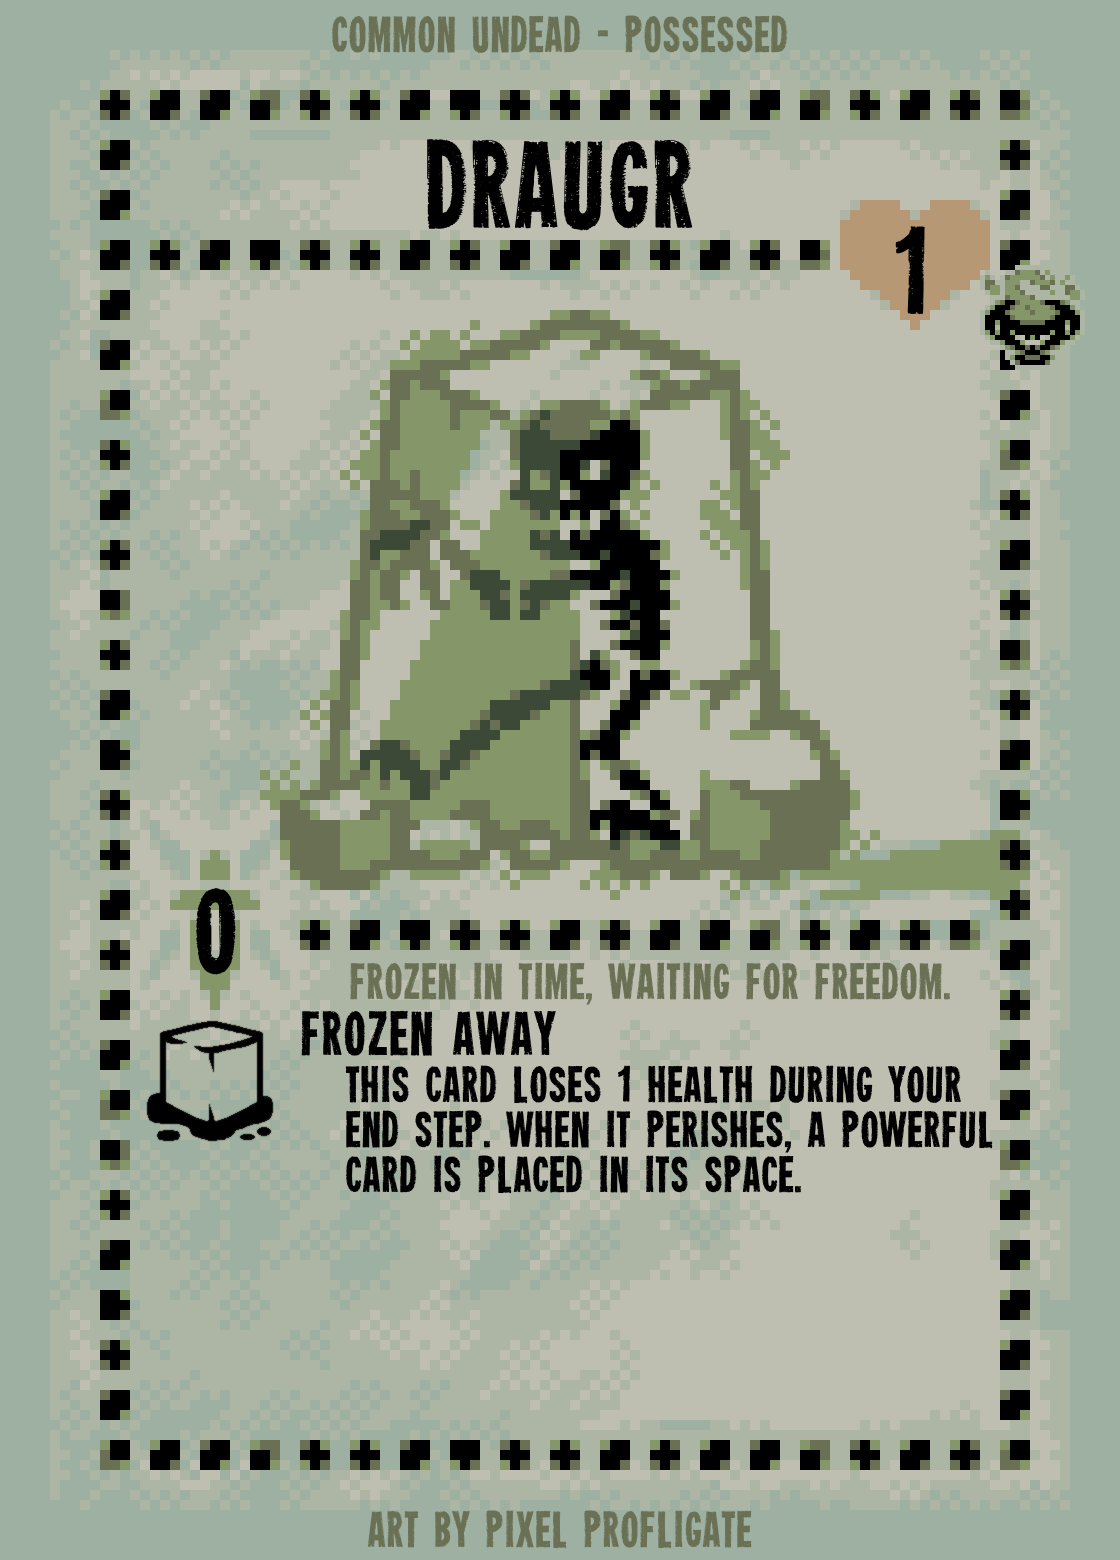 COMMON UNDEAD - POSSESSED
DRAUGR
1
0
FROZEN IN TIME, WAITING FOR FREEDOM.
FROZEN AWAY
THIS CARD LOSES 1 HEALTH DURING YOUR
END STEP. WHEN IT PERISHES, A POWERFUL
CARD IS PLACED IN ITS SPACE.
ART BY PIXEL PROFLIGATE